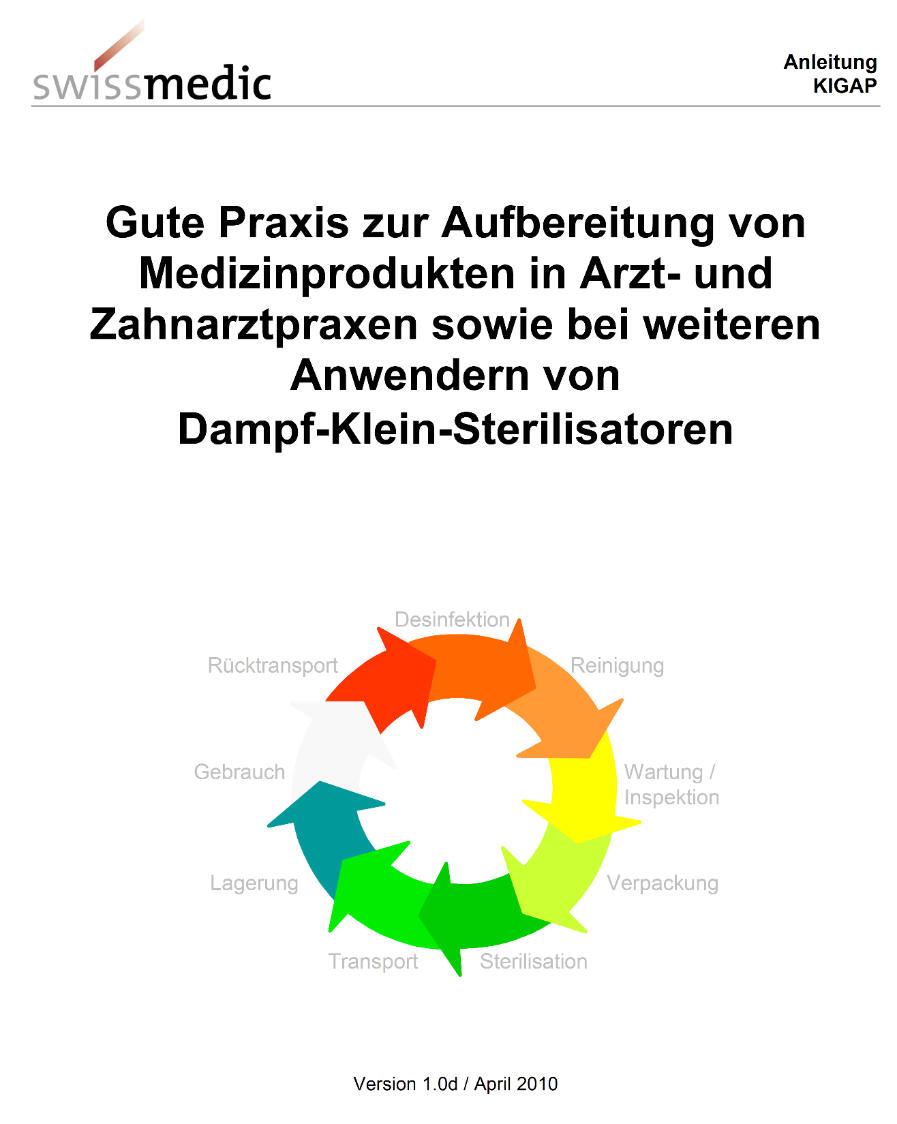 swissmedic
Anleitung
KIGAP
Gute Praxis zur Aufbereitung von
Medizinprodukten in Arzt- und
Zahnarztpraxen sowie bei weiteren
Anwendern von
Dampf-Klein-Sterilisatoren
Desinfektion
Rücktransport
Reinigung
Gebrauch
Wartung /
Inspektion
Lagerung
Verpackung
Transport
Sterilisation
Version 1.0d / April 2010